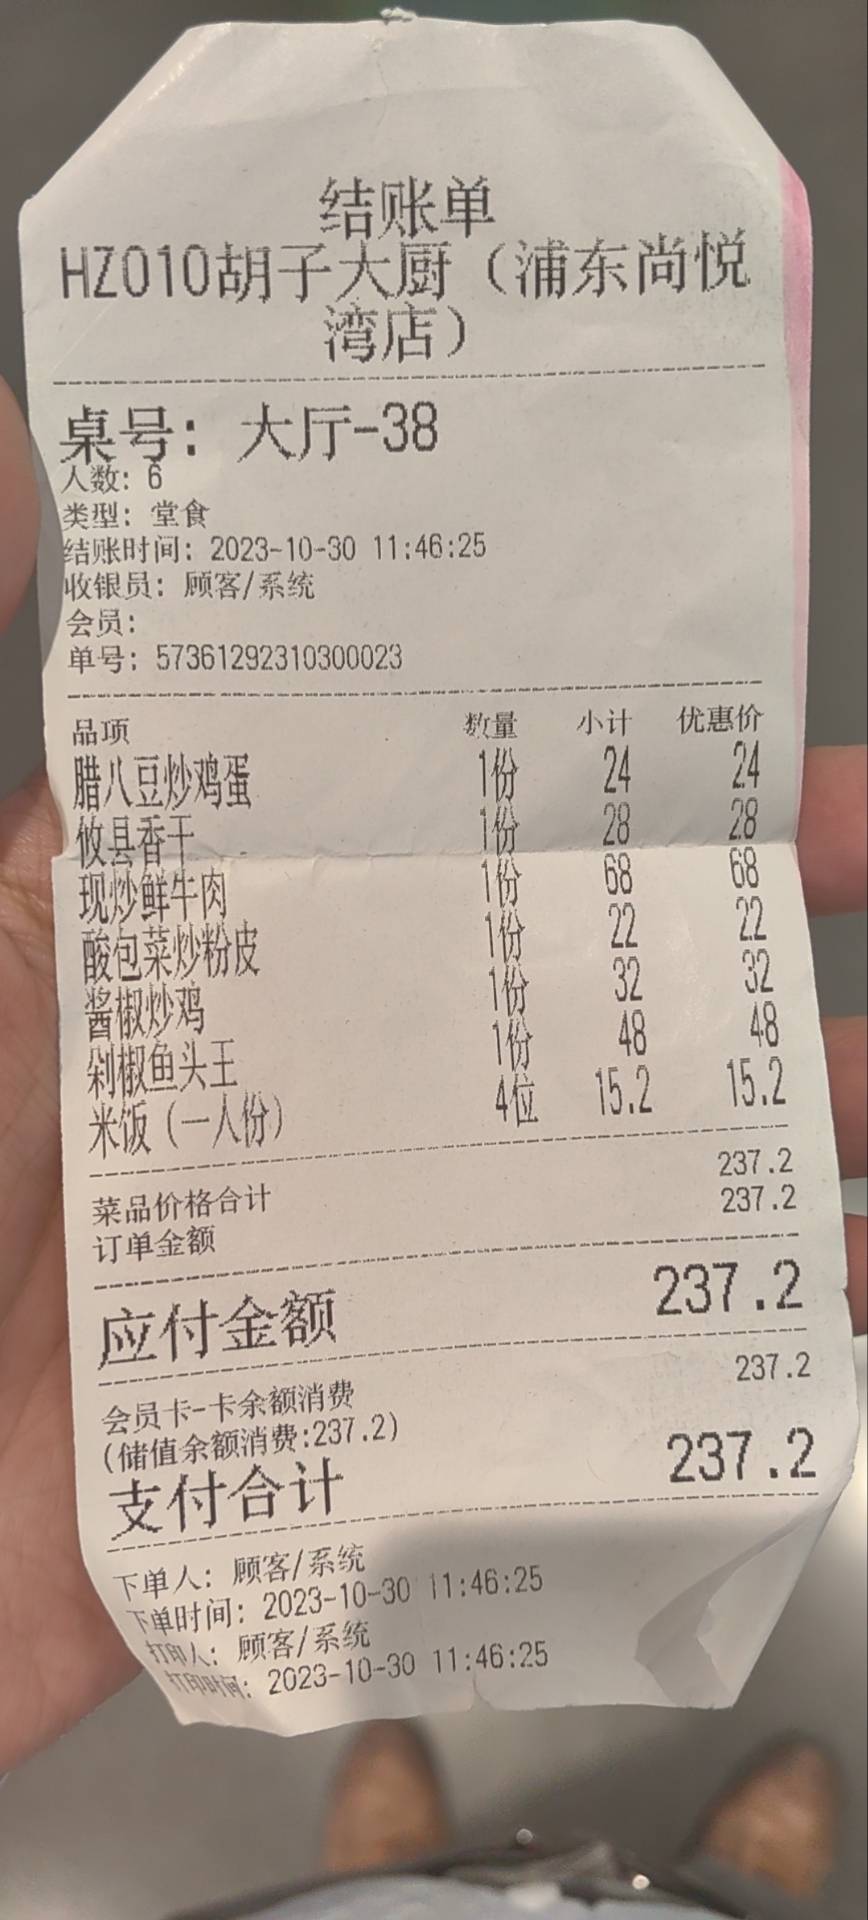 结账单
HZ010胡子大厨（浦东尚悦
湾店）
桌号：大厅-38
人数：6
类型：堂食
结账时间：2023-10-30 11:46:25
收银员：顾客/系统
会员：
单号：573612922310300023
品项 数量 小计 优惠价
腊八豆炒鸡蛋 1份 24 24
攸县香干 1份 28 28
现炒鲜牛肉 1份 68 68
酸包菜炒粉皮 1份 22 22
酱椒炒鸡 1份 32 32
剁椒鱼头王 1份 48 48
米饭（一人份） 4位 15.2 15.2
菜品价格合计 237.2
订单金额 237.2
应付金额 237.2
会员卡-卡余额消费 237.2
(储值余额消费:237.2)
支付合计 237.2
下单人：顾客/系统
下单时间：2023-10-30 11:46:25
打印人：顾客/系统
打印时间：2023-10-30 11:46:25